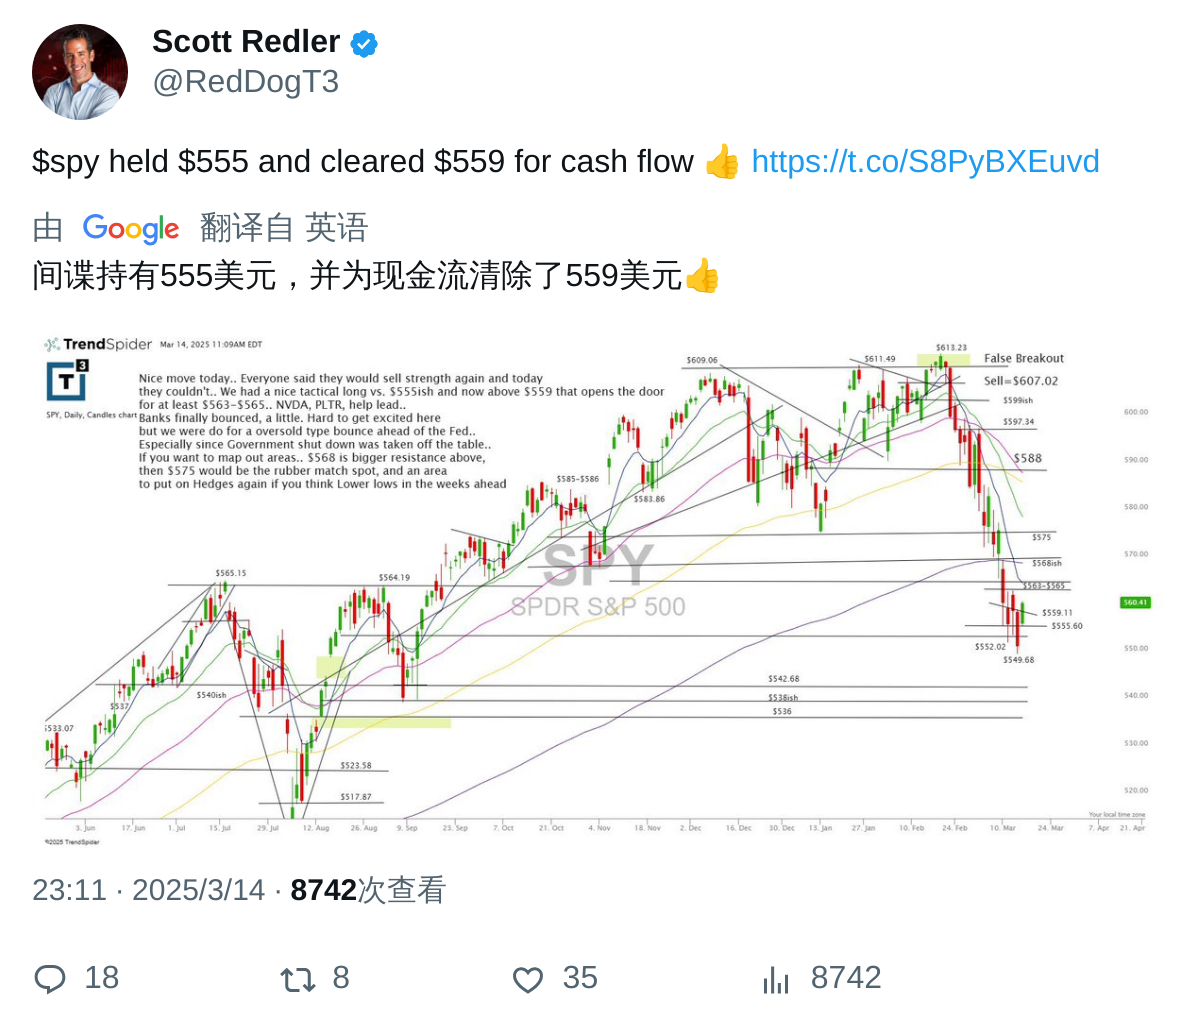 Scott Redler
@RedDogT3
$spy held $555 and cleared $559 for cash flow 👍 https://t.co/S8PyBXEuvd
由 Google 翻译自 英语
间谍持有555美元，并为现金流清除了559美元👍
TrendSpider Mar 14, 2025 11:09AM EDT
T3
SPY, Daily, Candles chart
Nice move today.. Everyone said they would sell strength again and today
they couldn't.. We had a nice tactical long vs. $555ish and now above $559 that opens the door
for at least $563-$565.. NVDA, PLTR, help lead..
Banks finally bounced, a little. Hard to get excited here
but we were do for a oversold type bounce ahead of the Fed..
Especially since Government shut down was taken off the table..
If you want to map out areas.. $568 is bigger resistance above,
then $575 would be the rubber match spot, and an area
to put on Hedges again if you think Lower lows in the weeks ahead
$609.06
$611.49
$613.23
False Breakout
Sell=$607.02
$599ish
$597.34
$588
$585-$586
$583.86
$575
$568ish
$563-$565
$559.11
$555.60
$552.02
$549.68
$565.15
$564.19
SPY
SPDR S&P 500
$542.68
$538ish
$536
$540ish
$537
$533.07
$523.58
$517.87
600.00
590.00
580.00
570.00
560.41
550.00
540.00
530.00
520.00
Your local time zone
3. Jun 17. Jun 1. Jul 15. Jul 29. Jul 12. Aug 26. Aug 9. Sep 23. Sep 7. Oct 21. Oct 4. Nov 18. Nov 2. Dec 16. Dec 30. Dec 13. Jan 27. Jan 10. Feb 24. Feb 10. Mar 24. Mar 7. Apr 21. Apr
©2025 TrendSpider
23:11 · 2025/3/14 · 8742次查看
18 8 35 8742